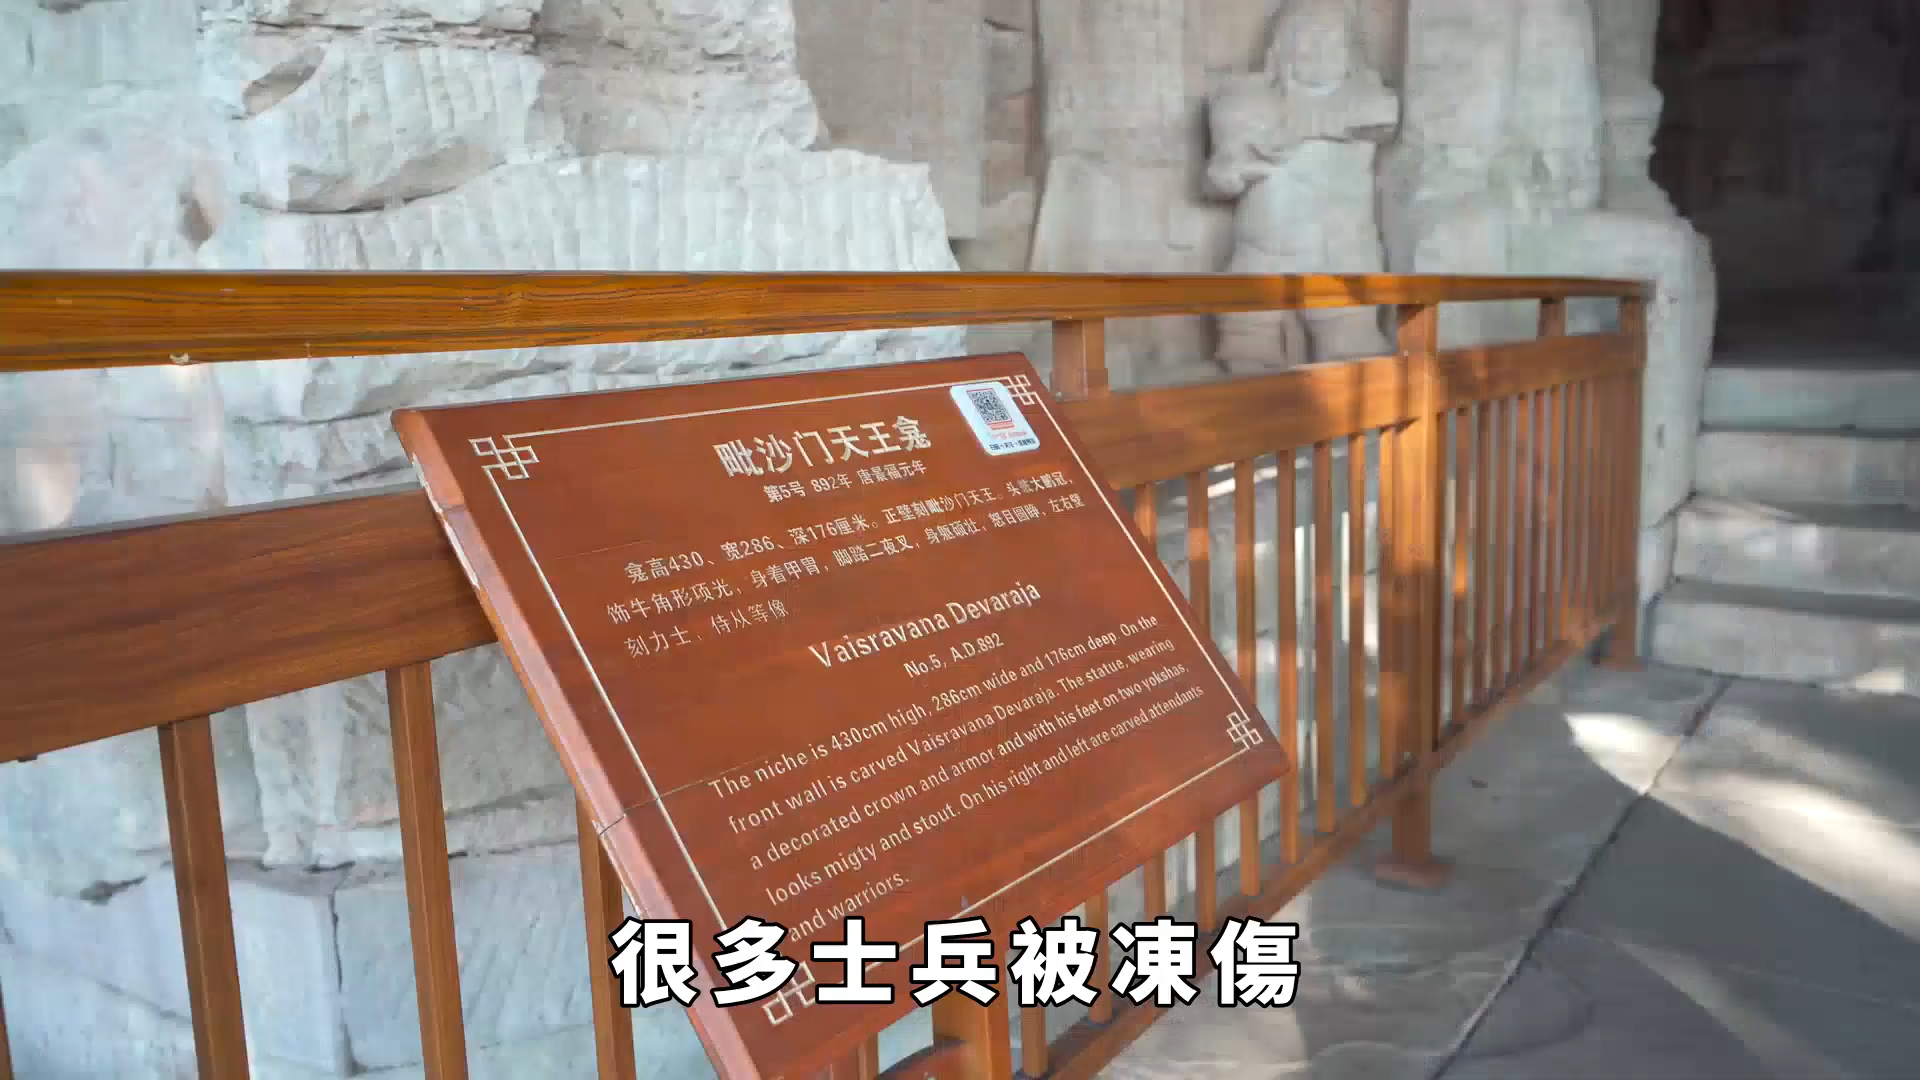 毗沙门天王龛
第5号 892年 唐景福元年
龛高430、宽286、深176厘米。正壁刻毗沙门天王。头戴大鹏冠，
饰牛角形项光，身着甲胄，脚踏二夜叉，身躯硕壮，怒目圆睁，左右壁
刻力士、侍从等像
Vaisravana Devaraja
No.5, A.D.892
The niche is 430cm high, 286cm wide and 176cm deep. On the
front wall is carved Vaisravana Devaraja. The statue, wearing
a decorated crown and armor and with his feet on two yokshas,
looks migty and stout. On his right and left are carved attendants
and warriors.
很多士兵被凍傷